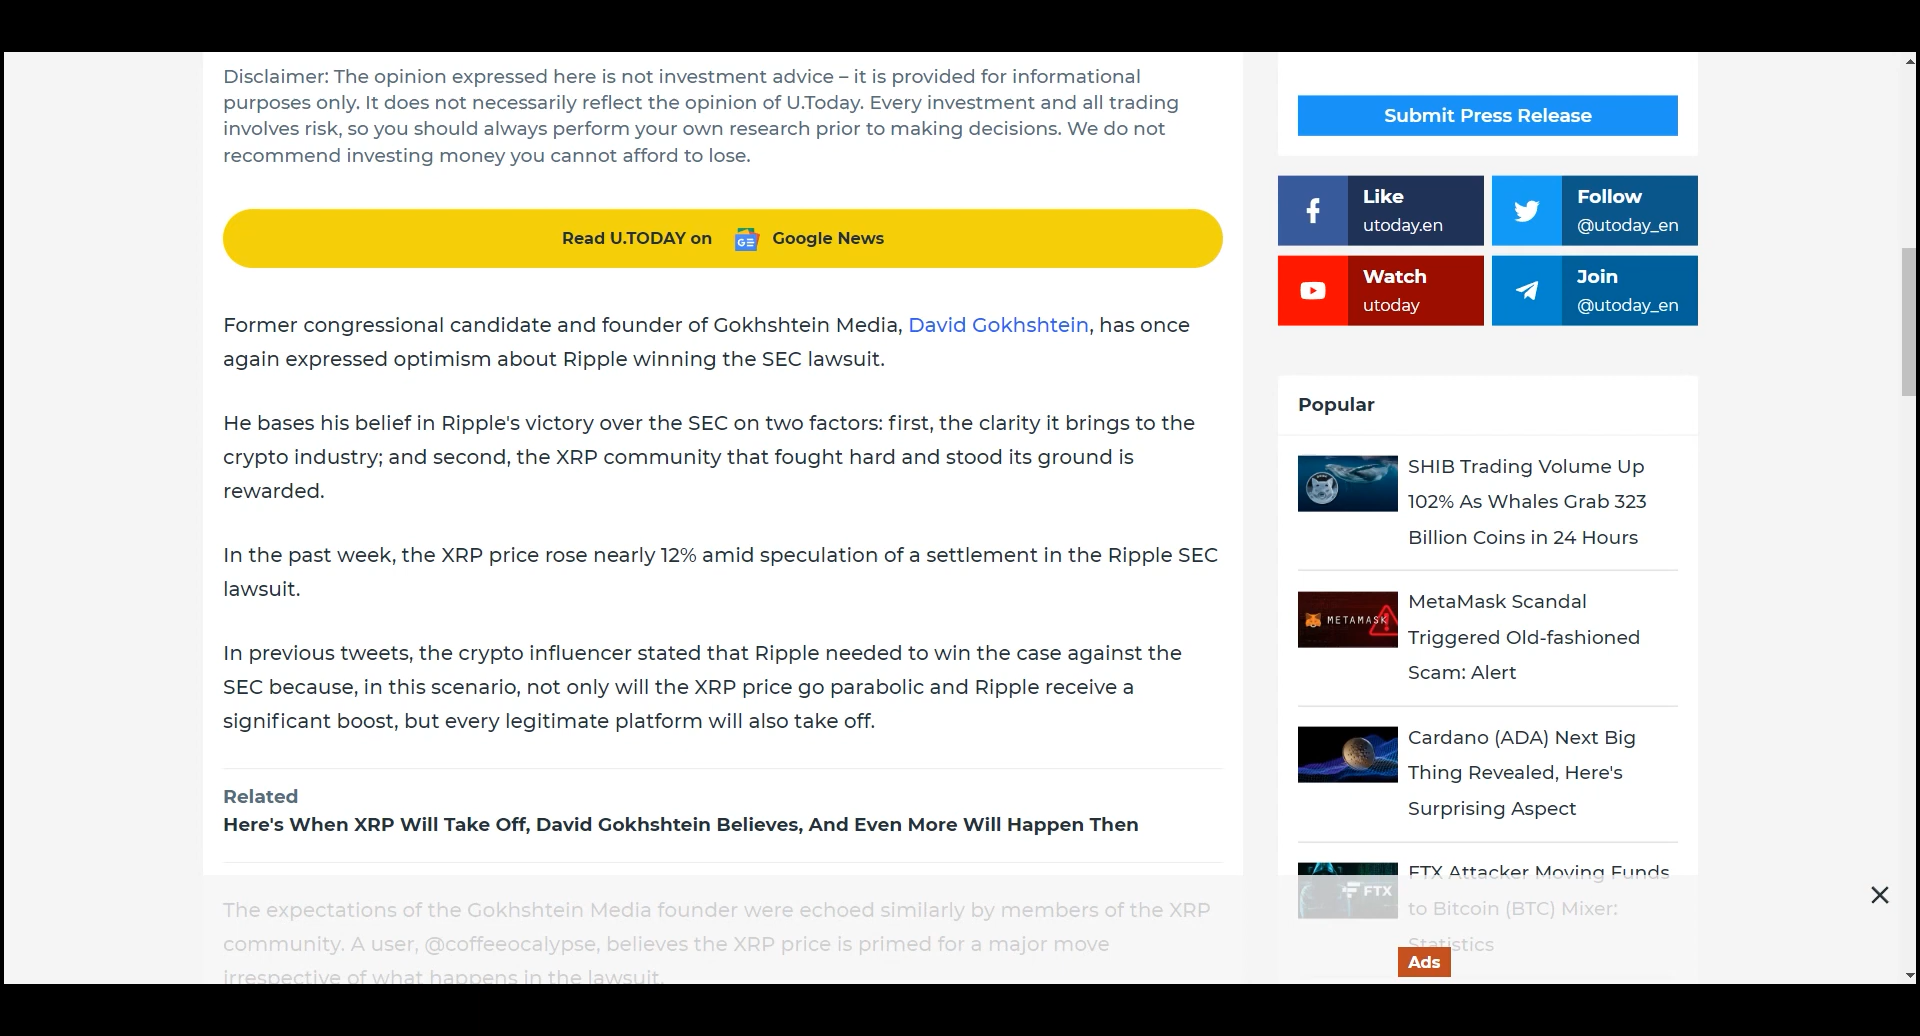 Disclaimer: The opinion expressed here is not investment advice – it is provided for informational
purposes only. It does not necessarily reflect the opinion of U.Today. Every investment and all trading
involves risk, so you should always perform your own research prior to making decisions. We do not
recommend investing money you cannot afford to lose.
Read U.TODAY on GE Google News
Former congressional candidate and founder of Gokhshtein Media, David Gokhshtein, has once
again expressed optimism about Ripple winning the SEC lawsuit.
He bases his belief in Ripple's victory over the SEC on two factors: first, the clarity it brings to the
crypto industry; and second, the XRP community that fought hard and stood its ground is
rewarded.
In the past week, the XRP price rose nearly 12% amid speculation of a settlement in the Ripple SEC
lawsuit.
In previous tweets, the crypto influencer stated that Ripple needed to win the case against the
SEC because, in this scenario, not only will the XRP price go parabolic and Ripple receive a
significant boost, but every legitimate platform will also take off.
Related
Here's When XRP Will Take Off, David Gokhshtein Believes, And Even More Will Happen Then
The expectations of the Gokhshtein Media founder were echoed similarly by members of the XRP
community. A user, @coffeeocalypse, believes the XRP price is primed for a major move
irrespective of what happens in the lawsuit.
Submit Press Release
Like
utoday.en
Follow
@utoday_en
Watch
utoday
Join
@utoday_en
Popular
SHIB Trading Volume Up
102% As Whales Grab 323
Billion Coins in 24 Hours
METAMASK
MetaMask Scandal
Triggered Old-fashioned
Scam: Alert
Cardano (ADA) Next Big
Thing Revealed, Here's
Surprising Aspect
FTX
FTX Attacker Moving Funds
to Bitcoin (BTC) Mixer:
Statistics
Ads